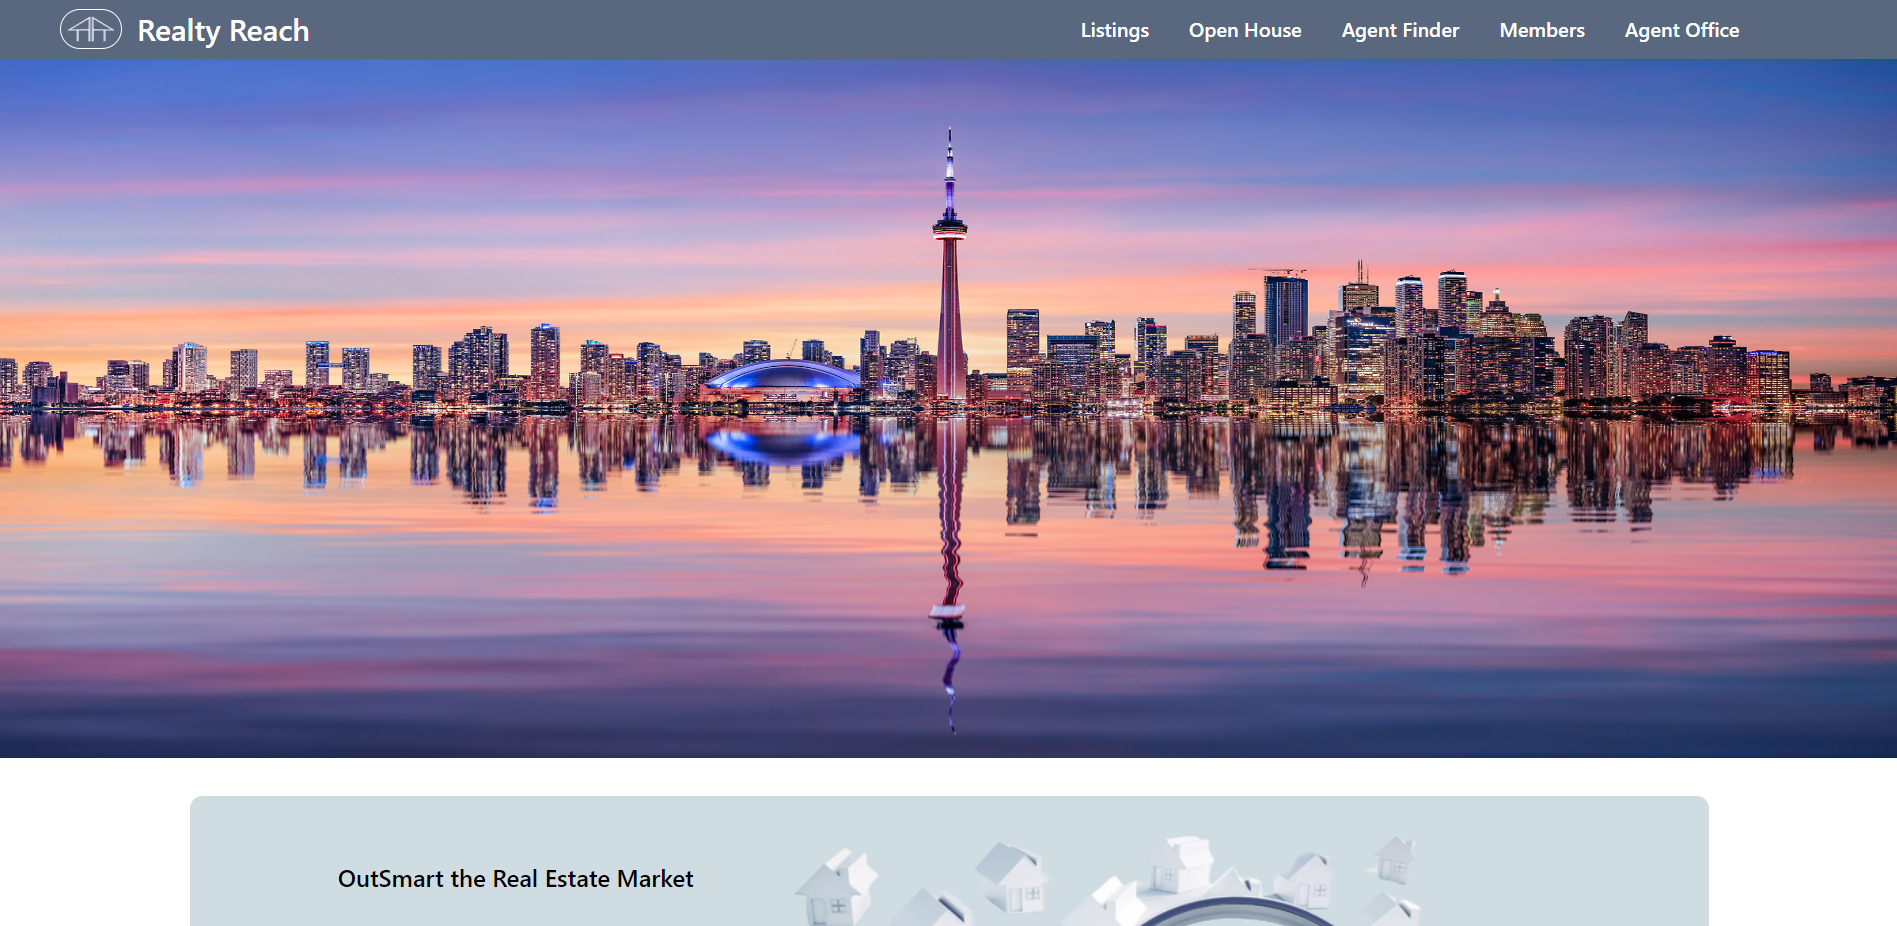 Realty Reach
Listings
Open House
Agent Finder
Members
Agent Office
OutSmart the Real Estate Market